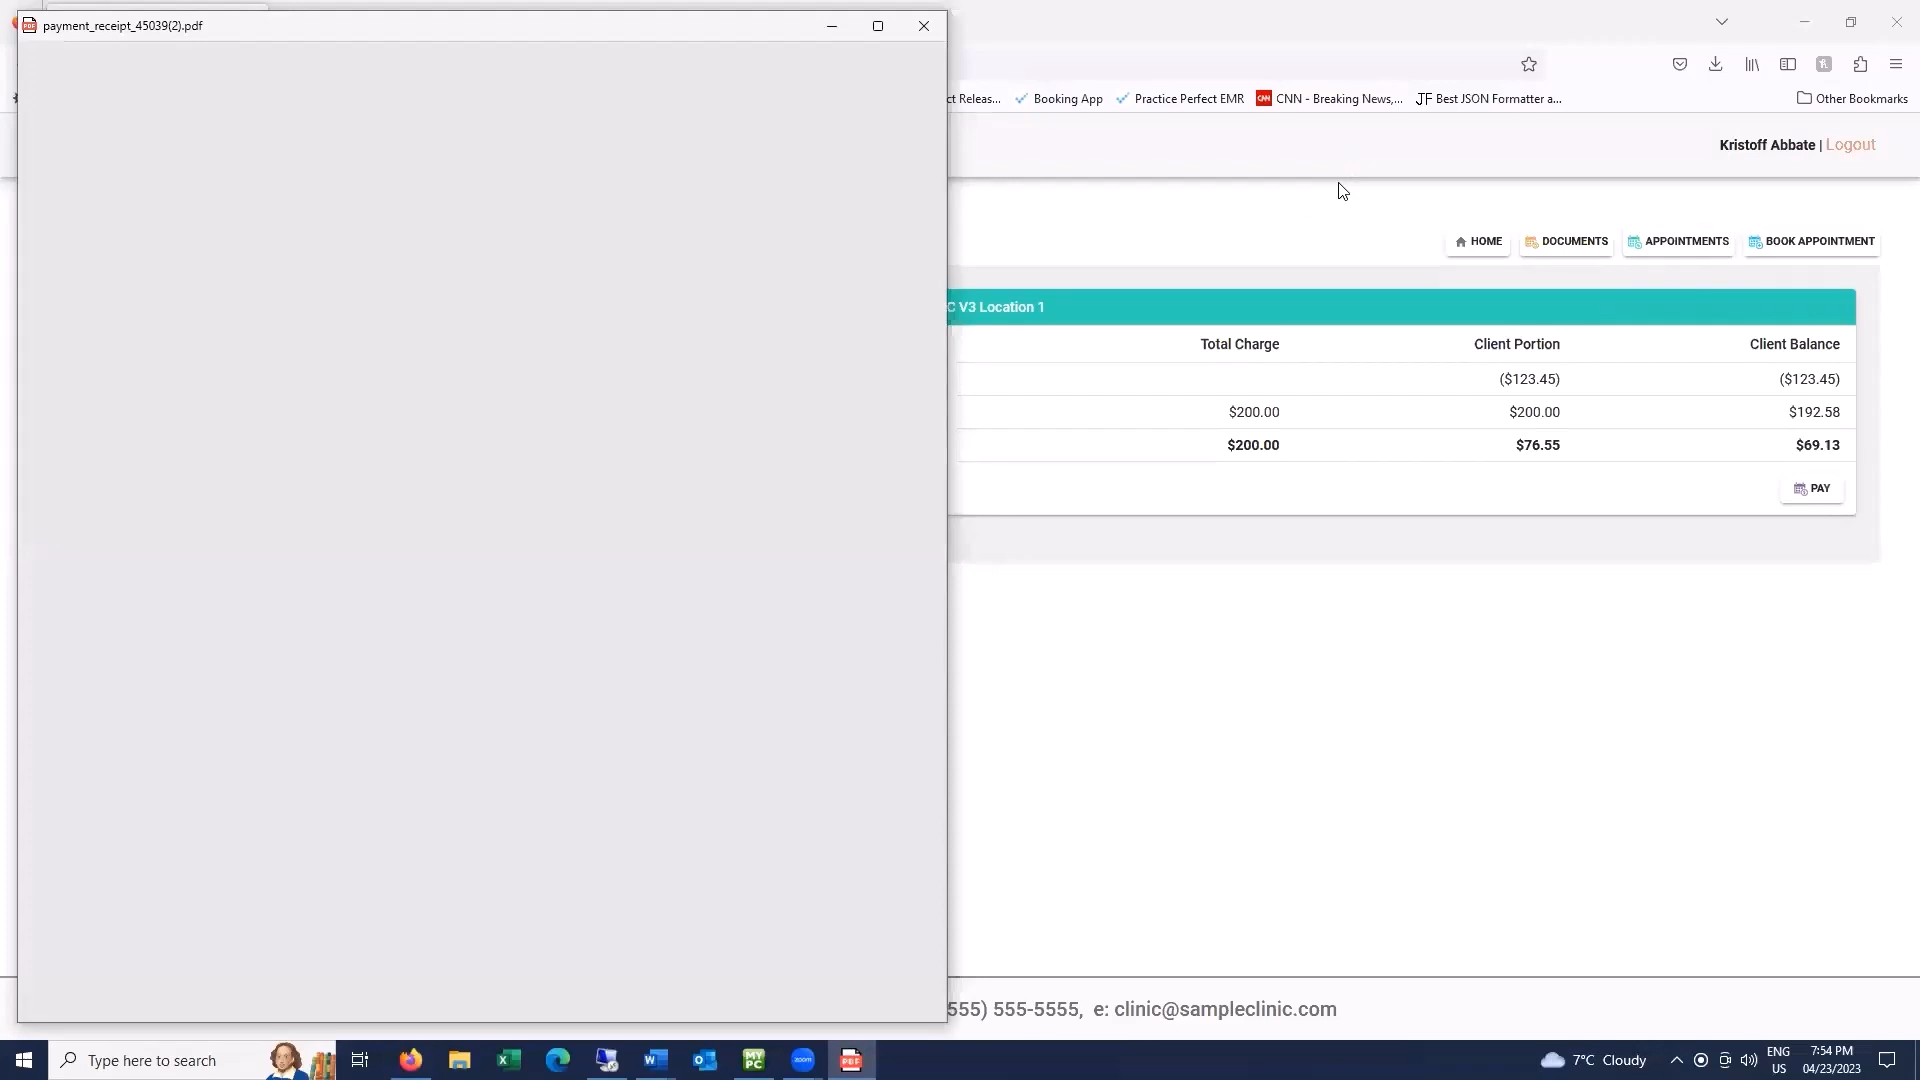 payment_receipt_45039(2).pdf
ct Releas...
Booking App
Practice Perfect EMR
CNN - Breaking News,...
JF Best JSON Formatter a...
Other Bookmarks
Kristoff Abbate | Logout
HOME
DOCUMENTS
APPOINTMENTS
BOOK APPOINTMENT
C V3 Location 1
Total Charge Client Portion Client Balance
($123.45) ($123.45)
$200.00 $200.00 $192.58
$200.00 $76.55 $69.13
PAY
555) 555-5555, e: clinic@sampleclinic.com
Type here to search
7°C Cloudy
ENG
US
7:54 PM
04/23/2023